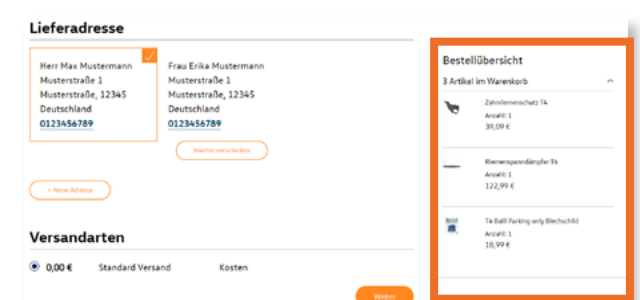 Lieferadresse
Herr Max Mustermann
Musterstraße 1
Musterstraße, 12345
Deutschland
0123456789
Frau Erika Mustermann
Musterstraße 1
Musterstraße, 12345
Deutschland
0123456789
Hierhin verschicken
+ Neue Adresse
Versandarten
0,00 € Standard Versand Kosten
Weiter
Bestellübersicht
3 Artikel im Warenkorb
Zahnriemenschutz T4
Anzahl: 1
39,09 €
Riemenspanndämpfer T4
Anzahl: 1
122,99 €
T4 Bulli Parking only Blechschild
Anzahl: 1
18,99 €